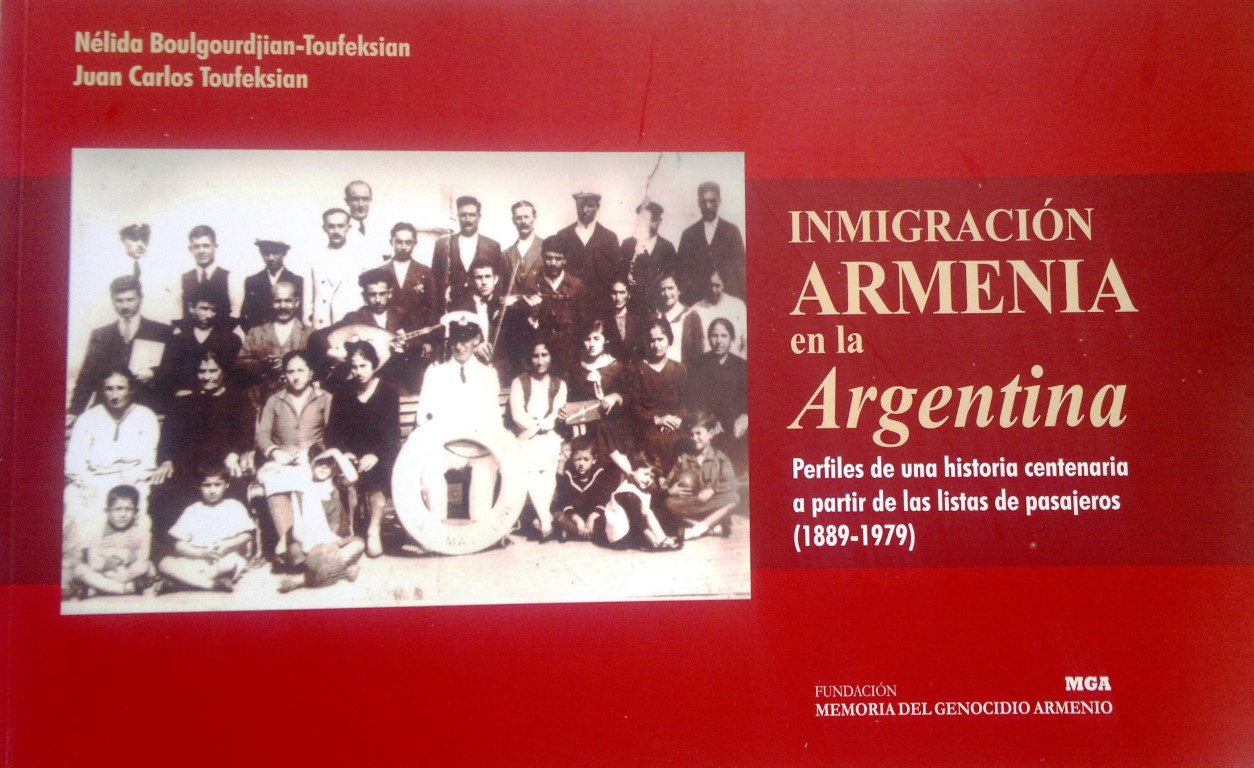 Nélida Boulgourdjian-Toufeksian
Juan Carlos Toufeksian
INMIGRACIÓN
ARMENIA
en la
Argentina
Perfiles de una historia centenaria
a partir de las listas de pasajeros
(1889-1979)
MGA
FUNDACIÓN
MEMORIA DEL GENOCIDIO ARMENIO